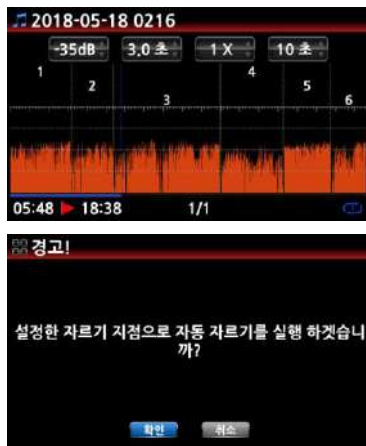 2018-05-18 0216
-35dB 3.0 초 1 X 10 초
1 2 3 4 5 6
05:48 18:38 1/1
경고!
설정한 자르기 지점으로 자동 자르기를 실행 하겟습니
까?
확인 취소